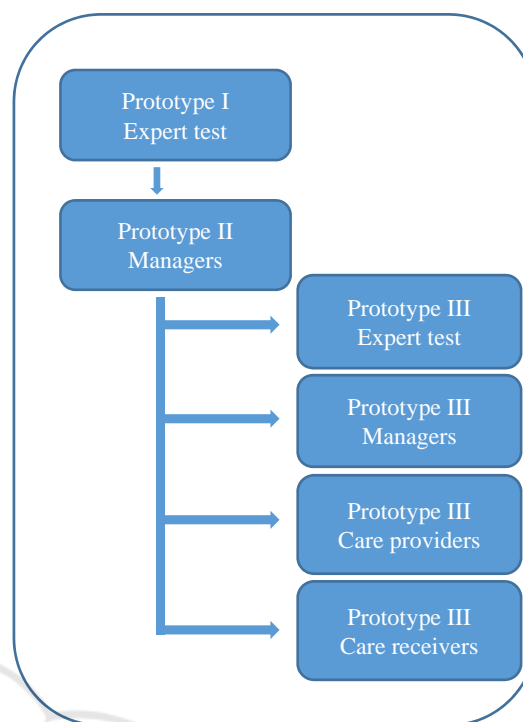 Prototype I
Expert test
Prototype II
Managers
Prototype III
Expert test
Prototype III
Managers
Prototype III
Care providers
Prototype III
Care receivers